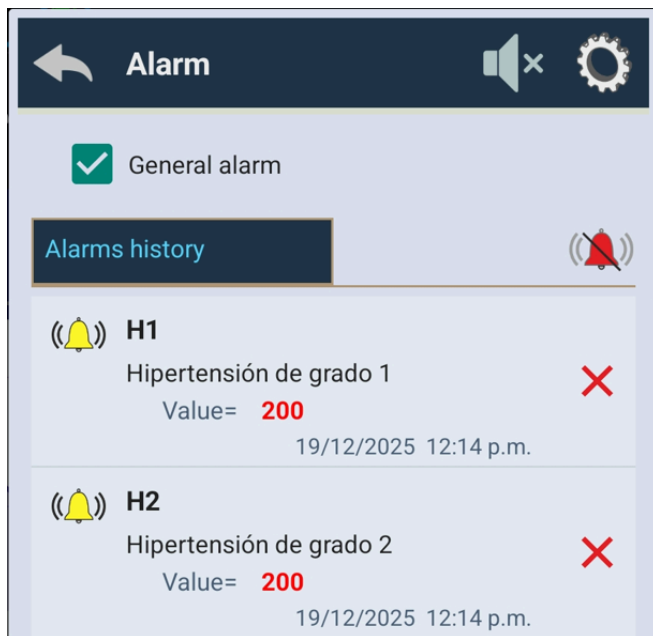 Alarm
General alarm
Alarms history
H1
Hipertensión de grado 1
Value= 200
19/12/2025 12:14 p.m.
H2
Hipertensión de grado 2
Value= 200
19/12/2025 12:14 p.m.